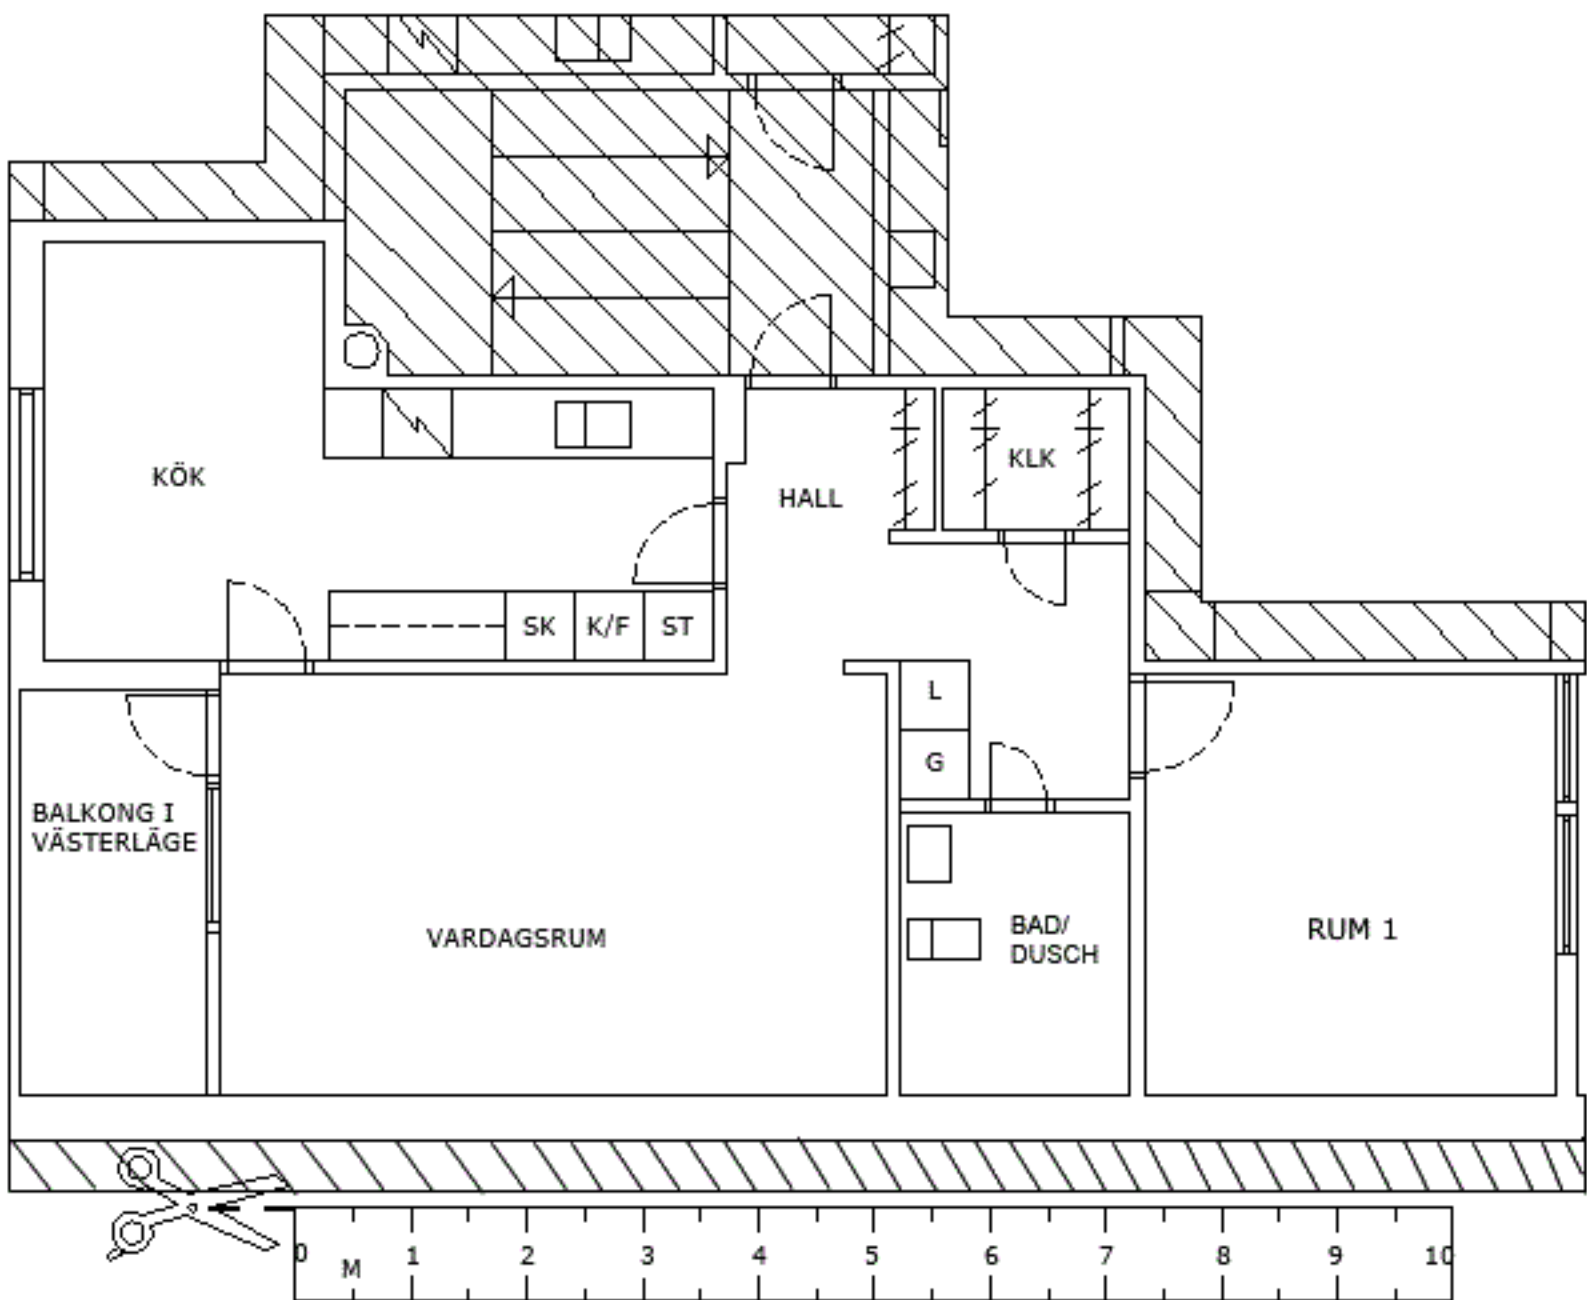 KLK
KÖK
HALL
SK K/F ST
L
G
BALKONG I
VÄSTERLÄGE
VARDAGSRUM
BAD/
DUSCH
RUM 1
0 M 1 2 3 4 5 6 7 8 9 10